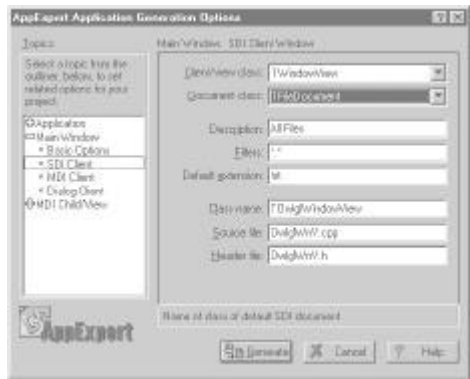 AppExpert Application Generation Options
Topics
Select a topic from the
outliner, below, to set
related options for your
project.
Application
Main Window
Basic Options
SDI Client
MDI Client
Dialog Client
MDI Child/View
AppExpert
Main Window: SDI Client Window
Client/view class: TWindowView
Document class: TFileDocument
Description: All Files
Filters: *.*
Default extension: txt
Class name:
Source file:
Header file:
Name of class of default SDI document
Generate Cancel ? Help